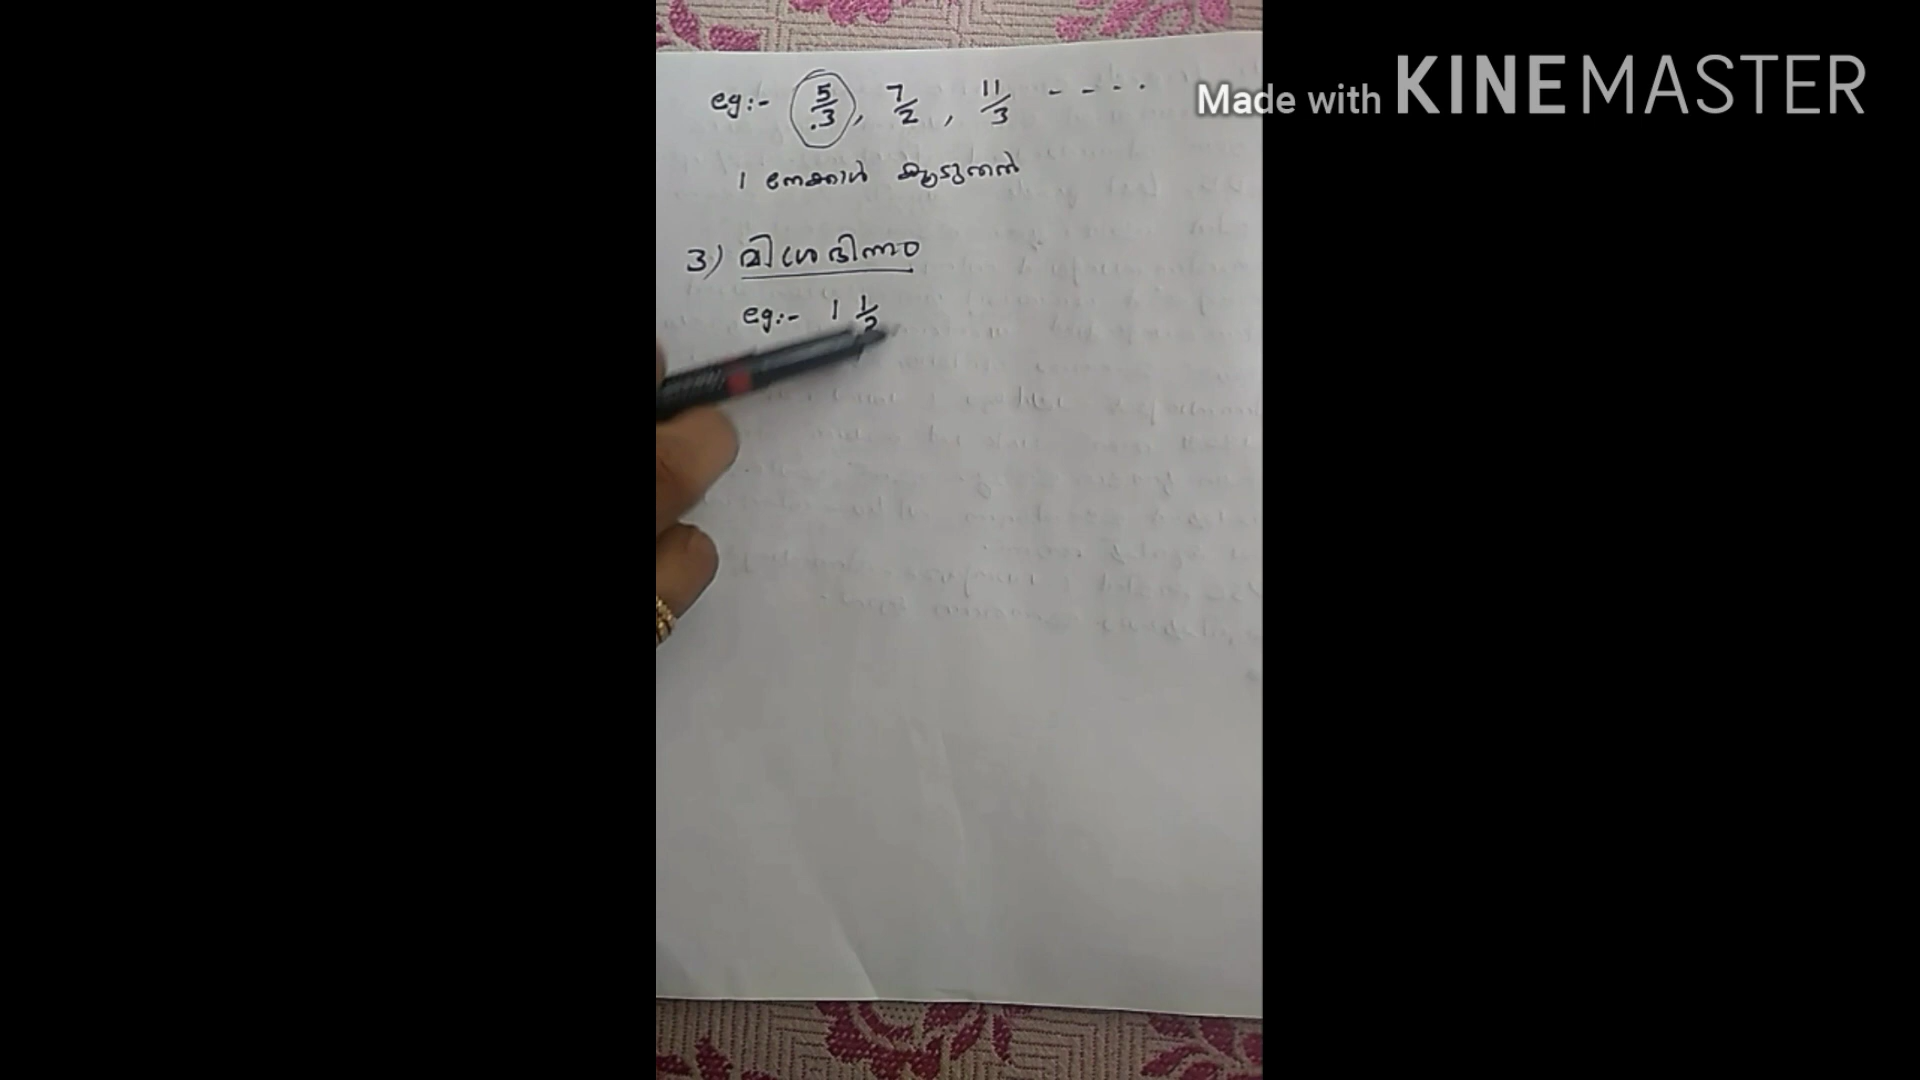 eg:- 5/3, 7/2, 11/3 - - - -
1 നേക്കാൾ കൂടുതൽ
3) മിശ്രഭിന്നം
eg:- 1 1/2
Made with KINEMASTER